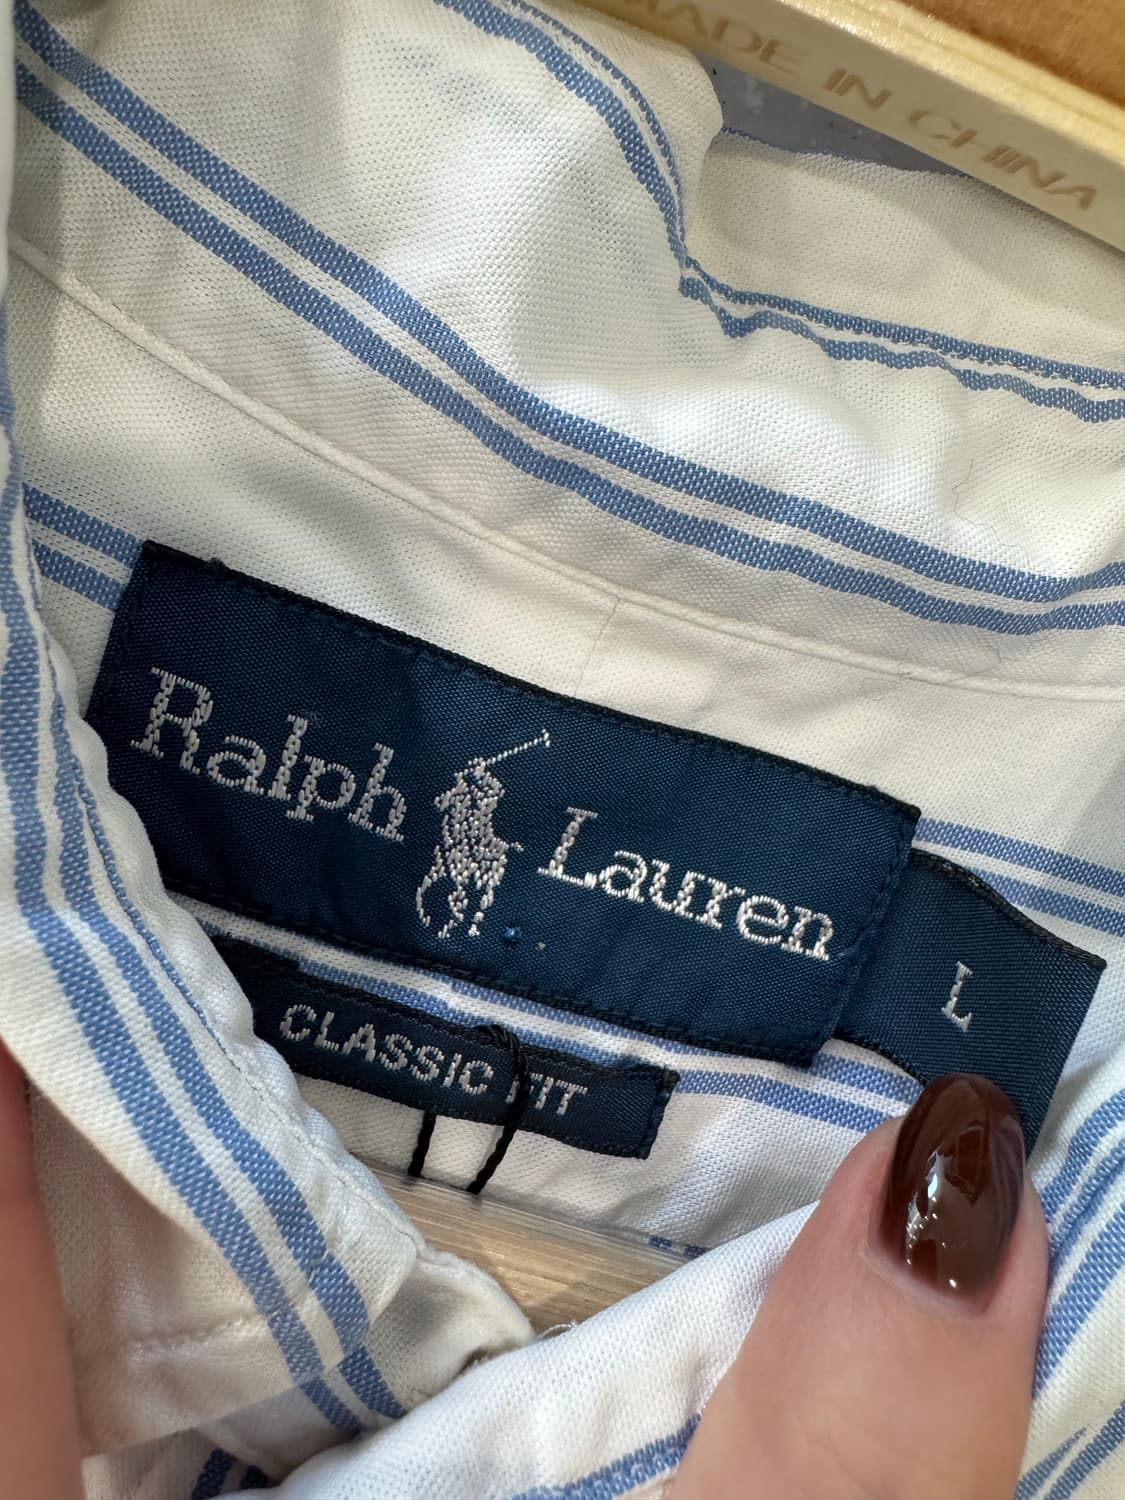 MADE IN CHINA
Ralph Lauren
L
CLASSIC FIT